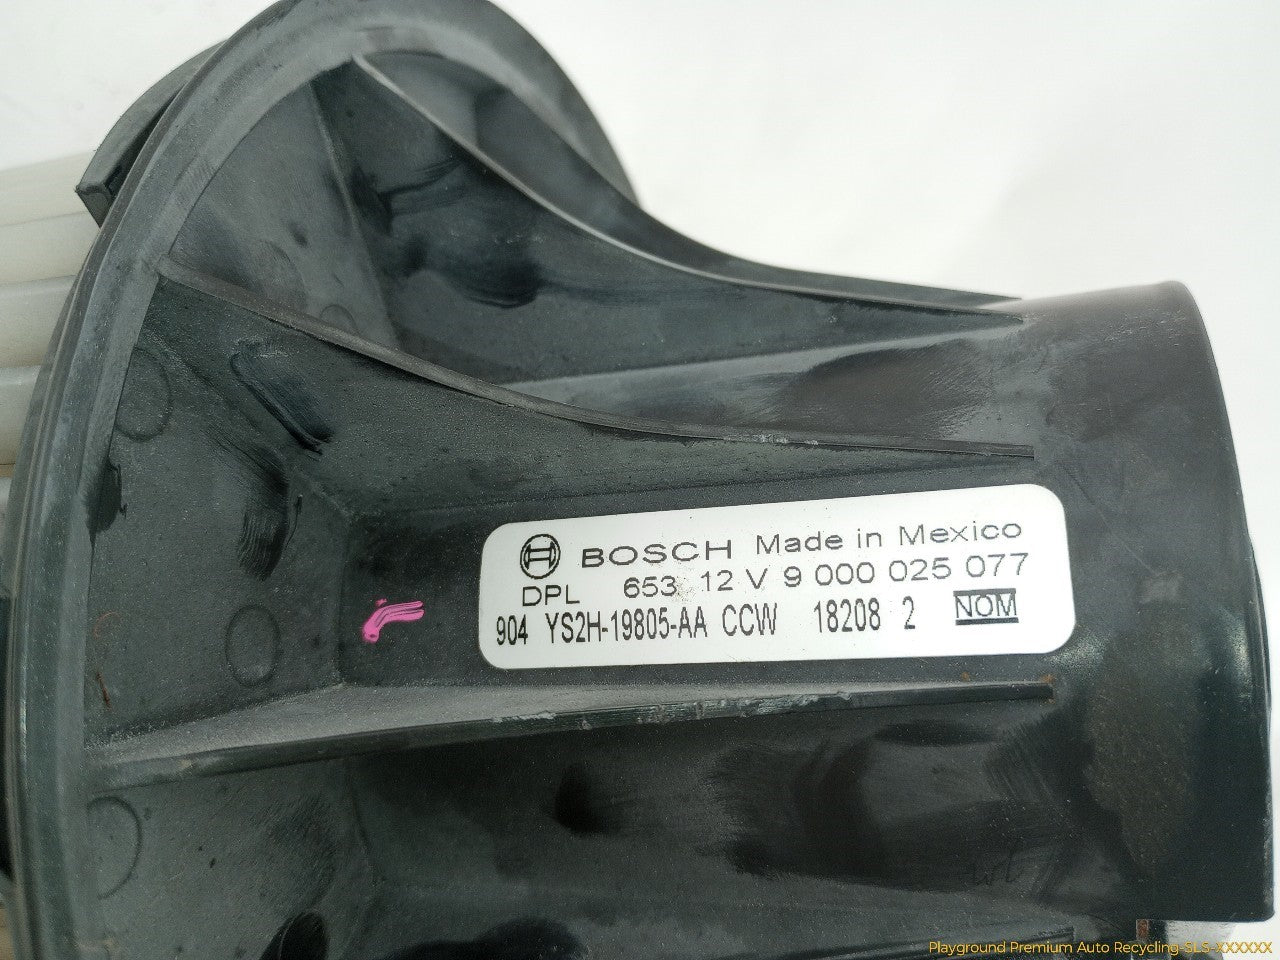 BOSCH Made in Mexico
DPL 653 12 V 9 000 025 077
904 YS2H-19805-AA CCW 18208 2 NOM
Playground Premium Auto Recycling-SLS-XXXXXX